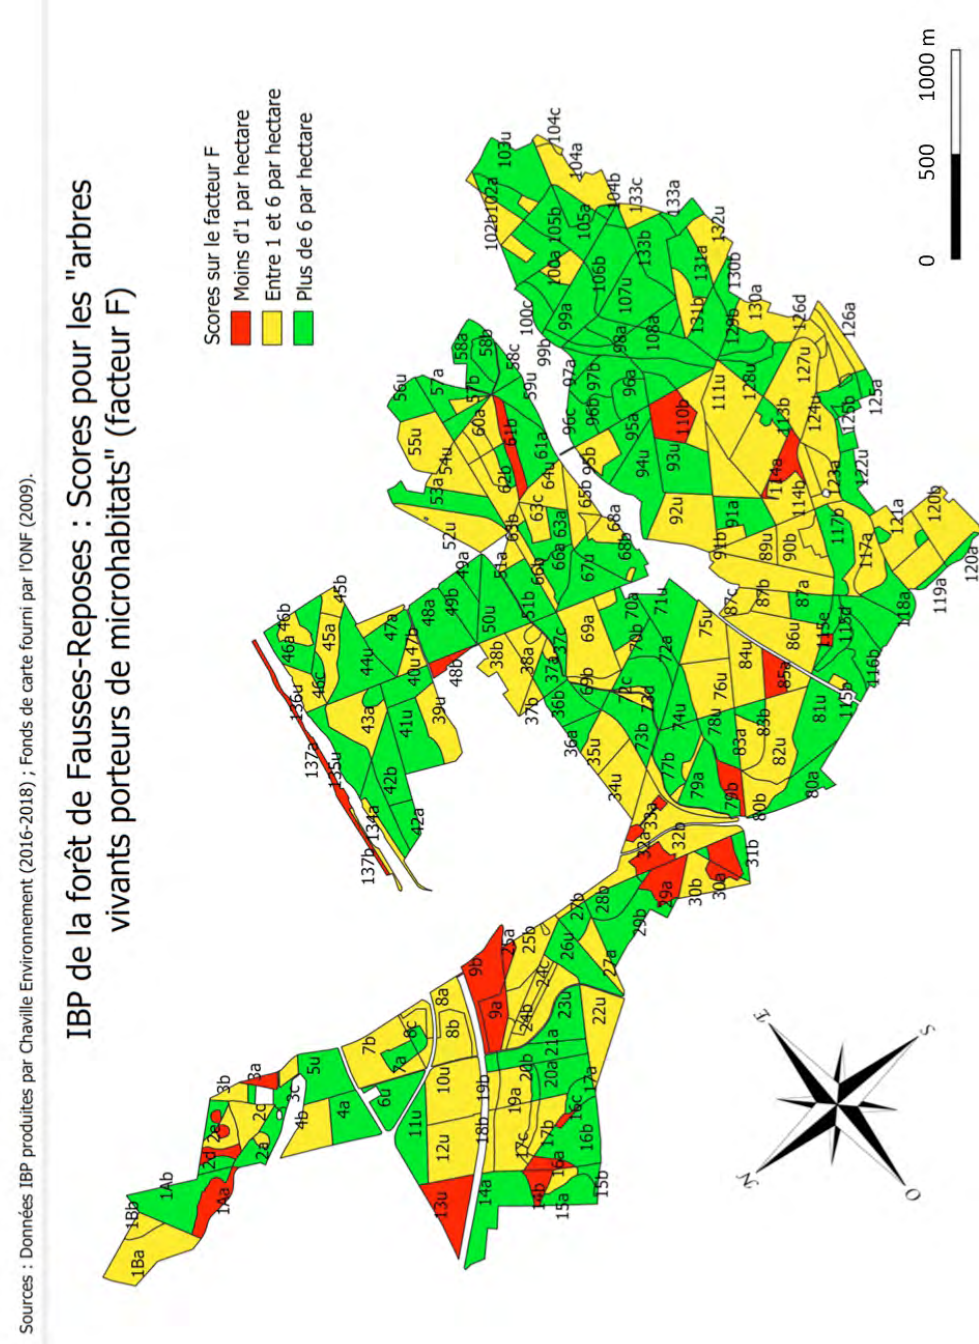 IBP de la forêt de Fausses-Reposes : Scores pour les "arbres
vivants porteurs de microhabitats" (facteur F)
Scores sur le facteur F
Moins d'1 par hectare
Entre 1 et 6 par hectare
Plus de 6 par hectare
1Ba
1Bb
1Ab
1Aa
2d
2e
2a
2c
3b
3a
3c
4b
4a
5u
6u
7b
7a
8c
8a
8b
9b
9a
10u
11u
12u
13u
14a
14b
15a
15b
16a
16b
16c
17a
17b
17c
18b
19b
19a
20b
20a
21a
22u
23u
24b
24c
25a
25b
26u
27b
27a
28b
29b
29a
30b
30a
31b
32a
32b
33a
34u
35u
36a
36b
37b
37a
37c
38a
38b
39u
40u
41u
42b
42a
43a
44u
45a
45b
46a
46b
46c
47a
47b
48a
48b
49a
49b
50u
51a
51b
52u
53a
54u
55u
56u
57a
57b
58a
58b
58c
59u
60a
61b
61a
62b
63c
63b
63a
64u
65b
66a
66b
67u
68a
68b
69a
69b
70a
70b
71u
72a
73b
74u
75u
76u
77b
78u
79a
79b
80b
80a
81u
82u
83a
83b
84u
85a
86u
87a
87b
87c
89u
90b
91b
91a
92u
93u
94u
95a
95b
96a
96b
96c
97a
97b
98a
99a
99b
100a
100c
102b
102a
103u
104c
104a
104b
105b
105a
106b
107u
108a
110b
111u
113b
114a
114b
115e
115d
115b
116b
117b
117a
118a
119a
120a
120b
121a
122u
123a
124u
125b
125a
126d
126a
127u
128u
129b
130a
130b
131a
131b
132u
133a
133b
133c
134a
135u
136u
137a
137b
N
E
S
O
0 500 1000 m
Sources : Données IBP produites par Chaville Environnement (2016-2018) ; Fonds de carte fourni par l'ONF (2009).